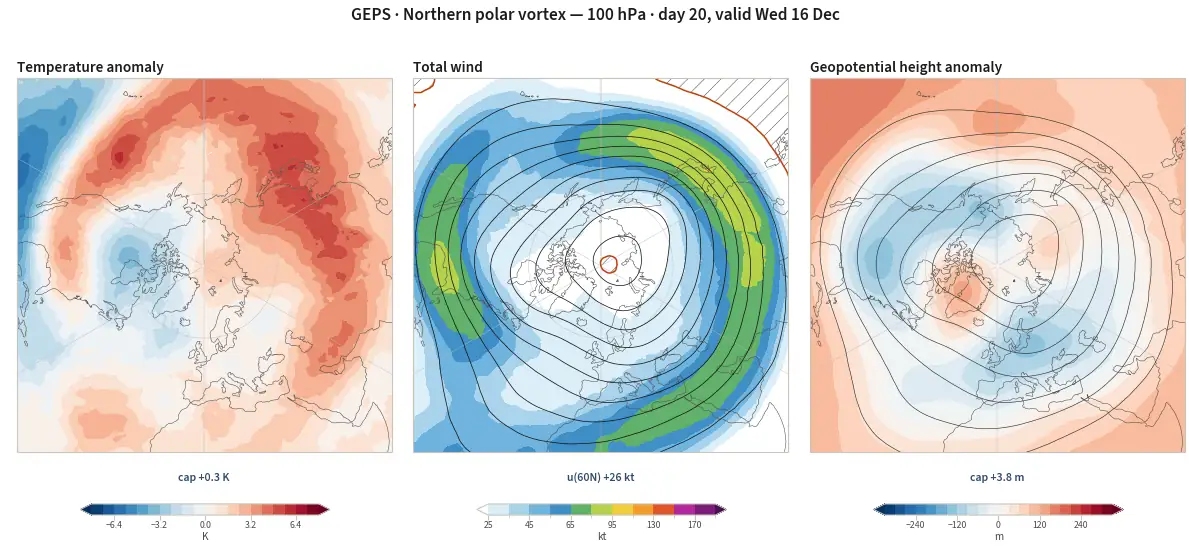 GEPS · Northern polar vortex — 100 hPa · day 20, valid Wed 16 Dec
Temperature anomaly
Total wind
Geopotential height anomaly
cap +0.3 K
u(60N) +26 kt
cap +3.8 m
−6.4 −3.2 0.0 3.2 6.4
K
25 45 65 95 130 170
kt
−240 −120 0 120 240
m